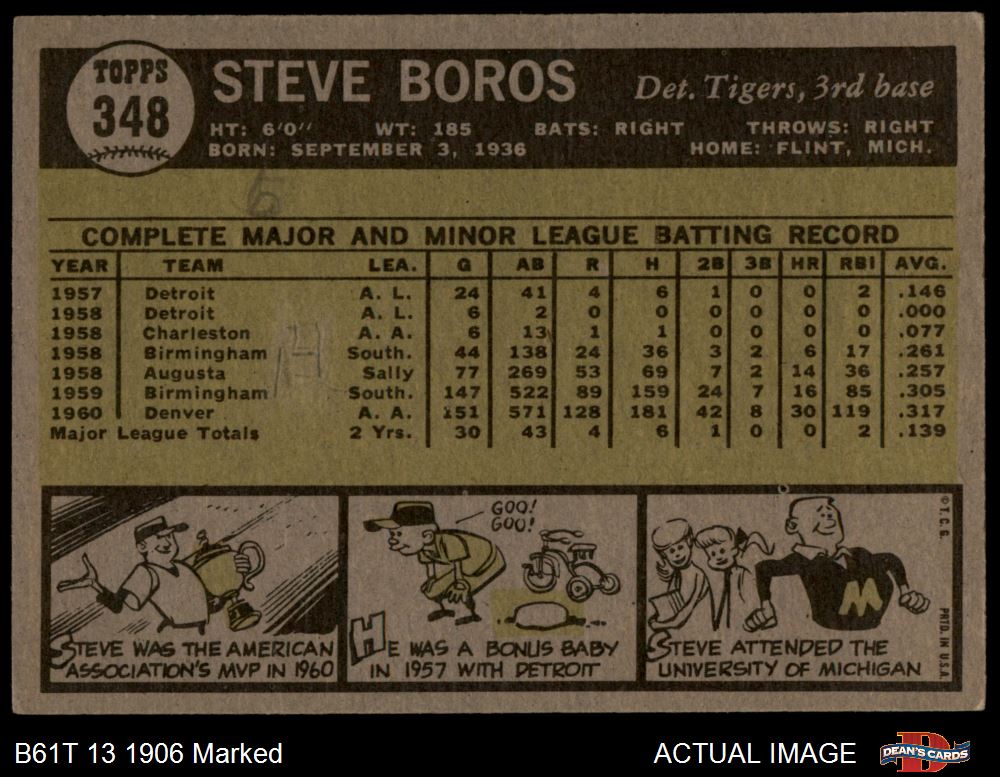 TOPPS
348
STEVE BOROS
Det. Tigers, 3rd base
HT: 6'0" WT: 185 BATS: RIGHT THROWS: RIGHT
BORN: SEPTEMBER 3, 1936 HOME: FLINT, MICH.
6
COMPLETE MAJOR AND MINOR LEAGUE BATTING RECORD
YEAR TEAM LEA. G AB R H 2B 3B HR RBI AVG.
1957 Detroit A. L. 24 41 4 6 1 0 0 2 .146
1958 Detroit A. L. 6 2 0 0 0 0 0 0 .000
1958 Charleston A. A. 6 13 1 1 0 0 0 0 .077
1958 Birmingham South. 44 138 24 36 3 2 6 17 .261
1958 Augusta Sally 77 269 53 69 7 2 14 36 .257
1959 Birmingham South. 147 522 89 159 24 7 16 85 .305
1960 Denver A. A. 151 571 128 181 42 8 30 119 .317
Major League Totals 2 Yrs. 30 43 4 6 1 0 0 2 .139
STEVE WAS THE AMERICAN
ASSOCIATION'S MVP IN 1960
GOO!
GOO!
HE WAS A BONUS BABY
IN 1957 WITH DETROIT
M
STEVE ATTENDED THE
UNIVERSITY OF MICHIGAN
© T.C.G.
PRTD. IN U.S.A.
B61T 13 1906 Marked
ACTUAL IMAGE
DEAN'S CARDS